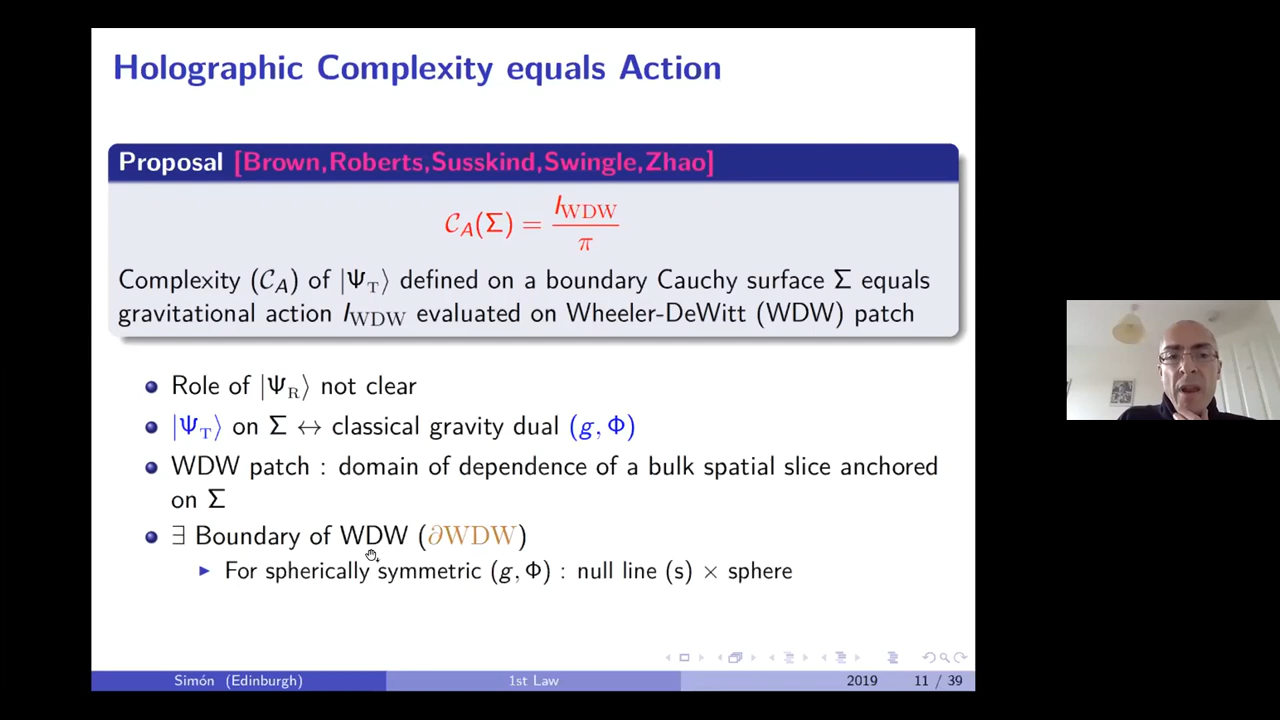 Holographic Complexity equals Action
Proposal [Brown,Roberts,Susskind,Swingle,Zhao]
𝒞_A(Σ) = I_WDW / π
Complexity (𝒞_A) of |Ψ_T⟩ defined on a boundary Cauchy surface Σ equals
gravitational action I_WDW evaluated on Wheeler-DeWitt (WDW) patch
Role of |Ψ_R⟩ not clear
|Ψ_T⟩ on Σ ↔ classical gravity dual (g, Φ)
WDW patch : domain of dependence of a bulk spatial slice anchored
on Σ
∃ Boundary of WDW (∂WDW)
For spherically symmetric (g, Φ) : null line (s) × sphere
Simón (Edinburgh) 1st Law 2019 11 / 39